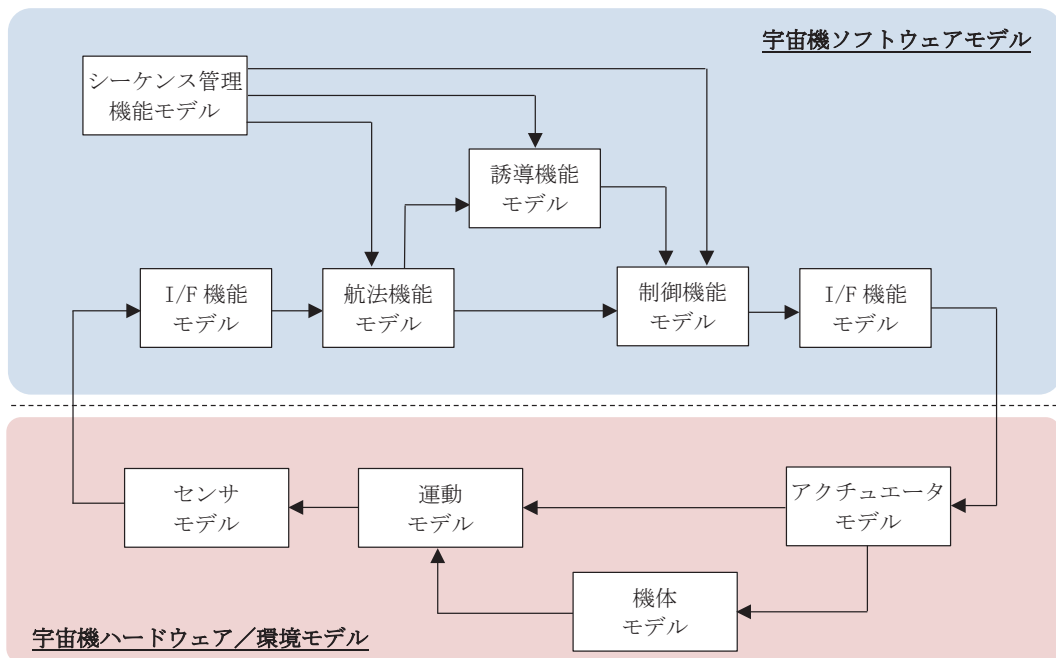 宇宙機ソフトウェアモデル
シーケンス管理
機能モデル
誘導機能
モデル
I/F 機能
モデル
航法機能
モデル
制御機能
モデル
I/F 機能
モデル
センサ
モデル
運動
モデル
アクチュエータ
モデル
機体
モデル
宇宙機ハードウェア／環境モデル